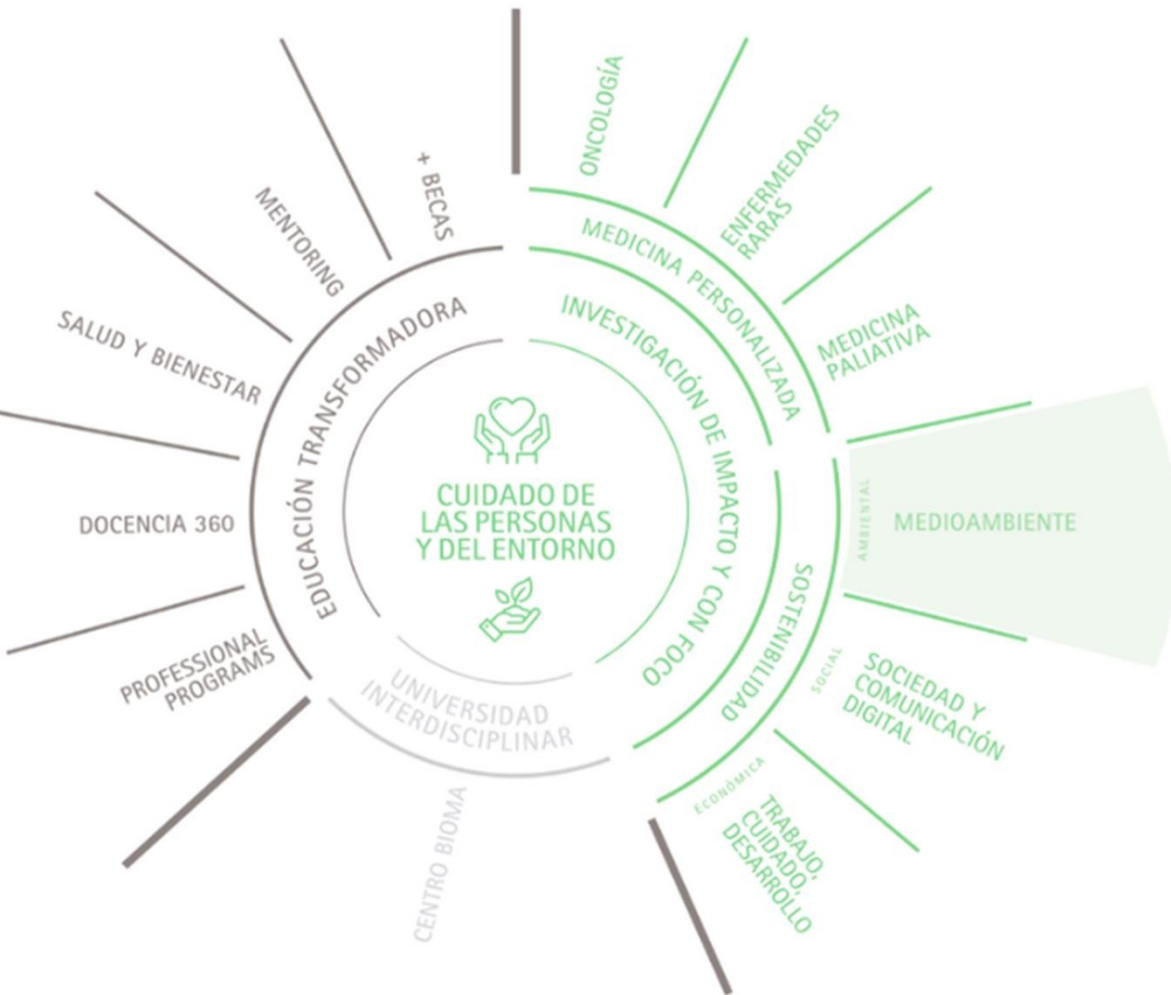 CUIDADO DE
LAS PERSONAS
Y DEL ENTORNO
EDUCACIÓN TRANSFORMADORA
+ BECAS
MENTORING
SALUD Y BIENESTAR
DOCENCIA 360
PROFESSIONAL
PROGRAMS
INVESTIGACIÓN DE IMPACTO Y CON FOCO
MEDICINA PERSONALIZADA
ONCOLOGÍA
ENFERMEDADES
RARAS
MEDICINA
PALIATIVA
SOSTENIBILIDAD
AMBIENTAL
MEDIOAMBIENTE
SOCIAL
SOCIEDAD Y
COMUNICACIÓN
DIGITAL
ECONÓMICA
TRABAJO,
CUIDADO,
DESARROLLO
UNIVERSIDAD
INTERDISCIPLINAR
CENTRO BIOMA